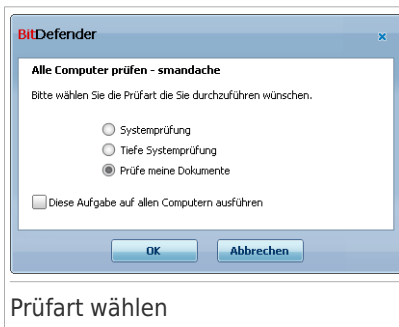 BitDefender
x
Alle Computer prüfen - smandache
Bitte wählen Sie die Prüfart die Sie durchzuführen wünschen.
Systemprüfung
Tiefe Systemprüfung
Prüfe meine Dokumente
Diese Aufgabe auf allen Computern ausführen
OK Abbrechen
Prüfart wählen